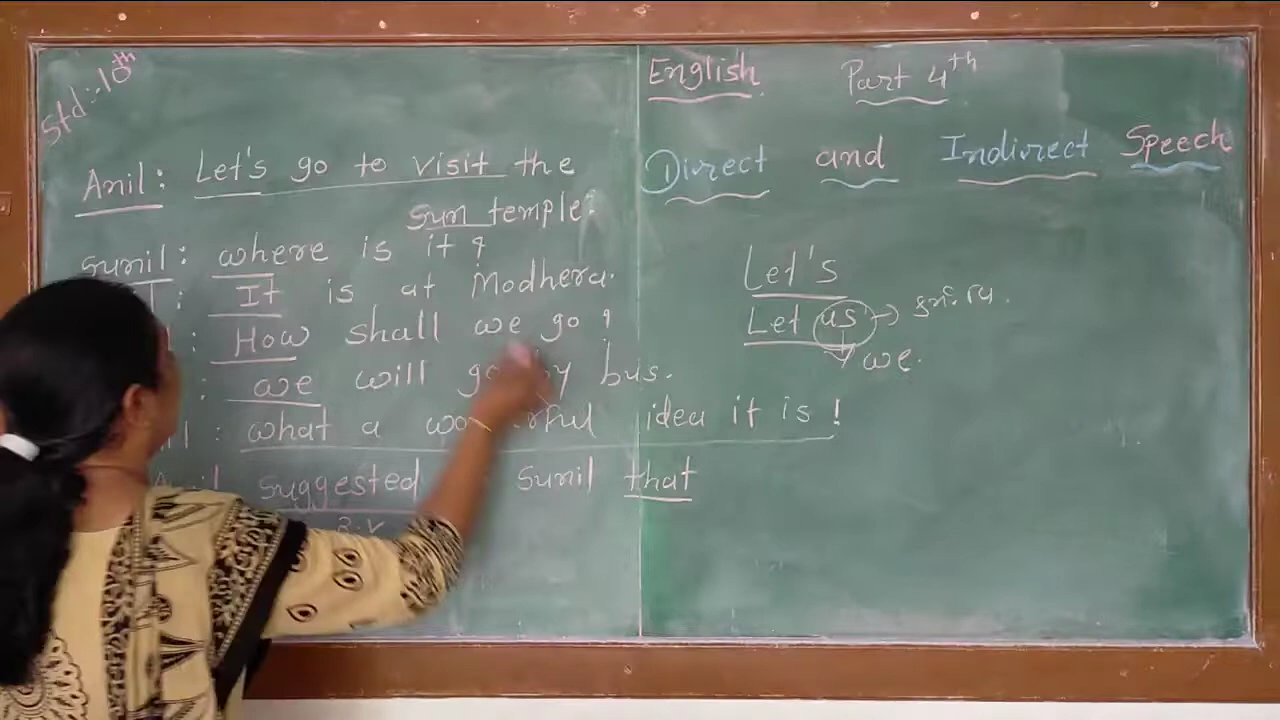 Std:-10th
Anil: Let's go to visit the
sun temple.
Sunil: where is it?
: It is at Modhera.
: How shall we go?
: we will go by bus.
: what a idea it is!
suggested Sunil that
R.V
English Part 4th
Direct and Indirect Speech
Let's
Let us →
we.